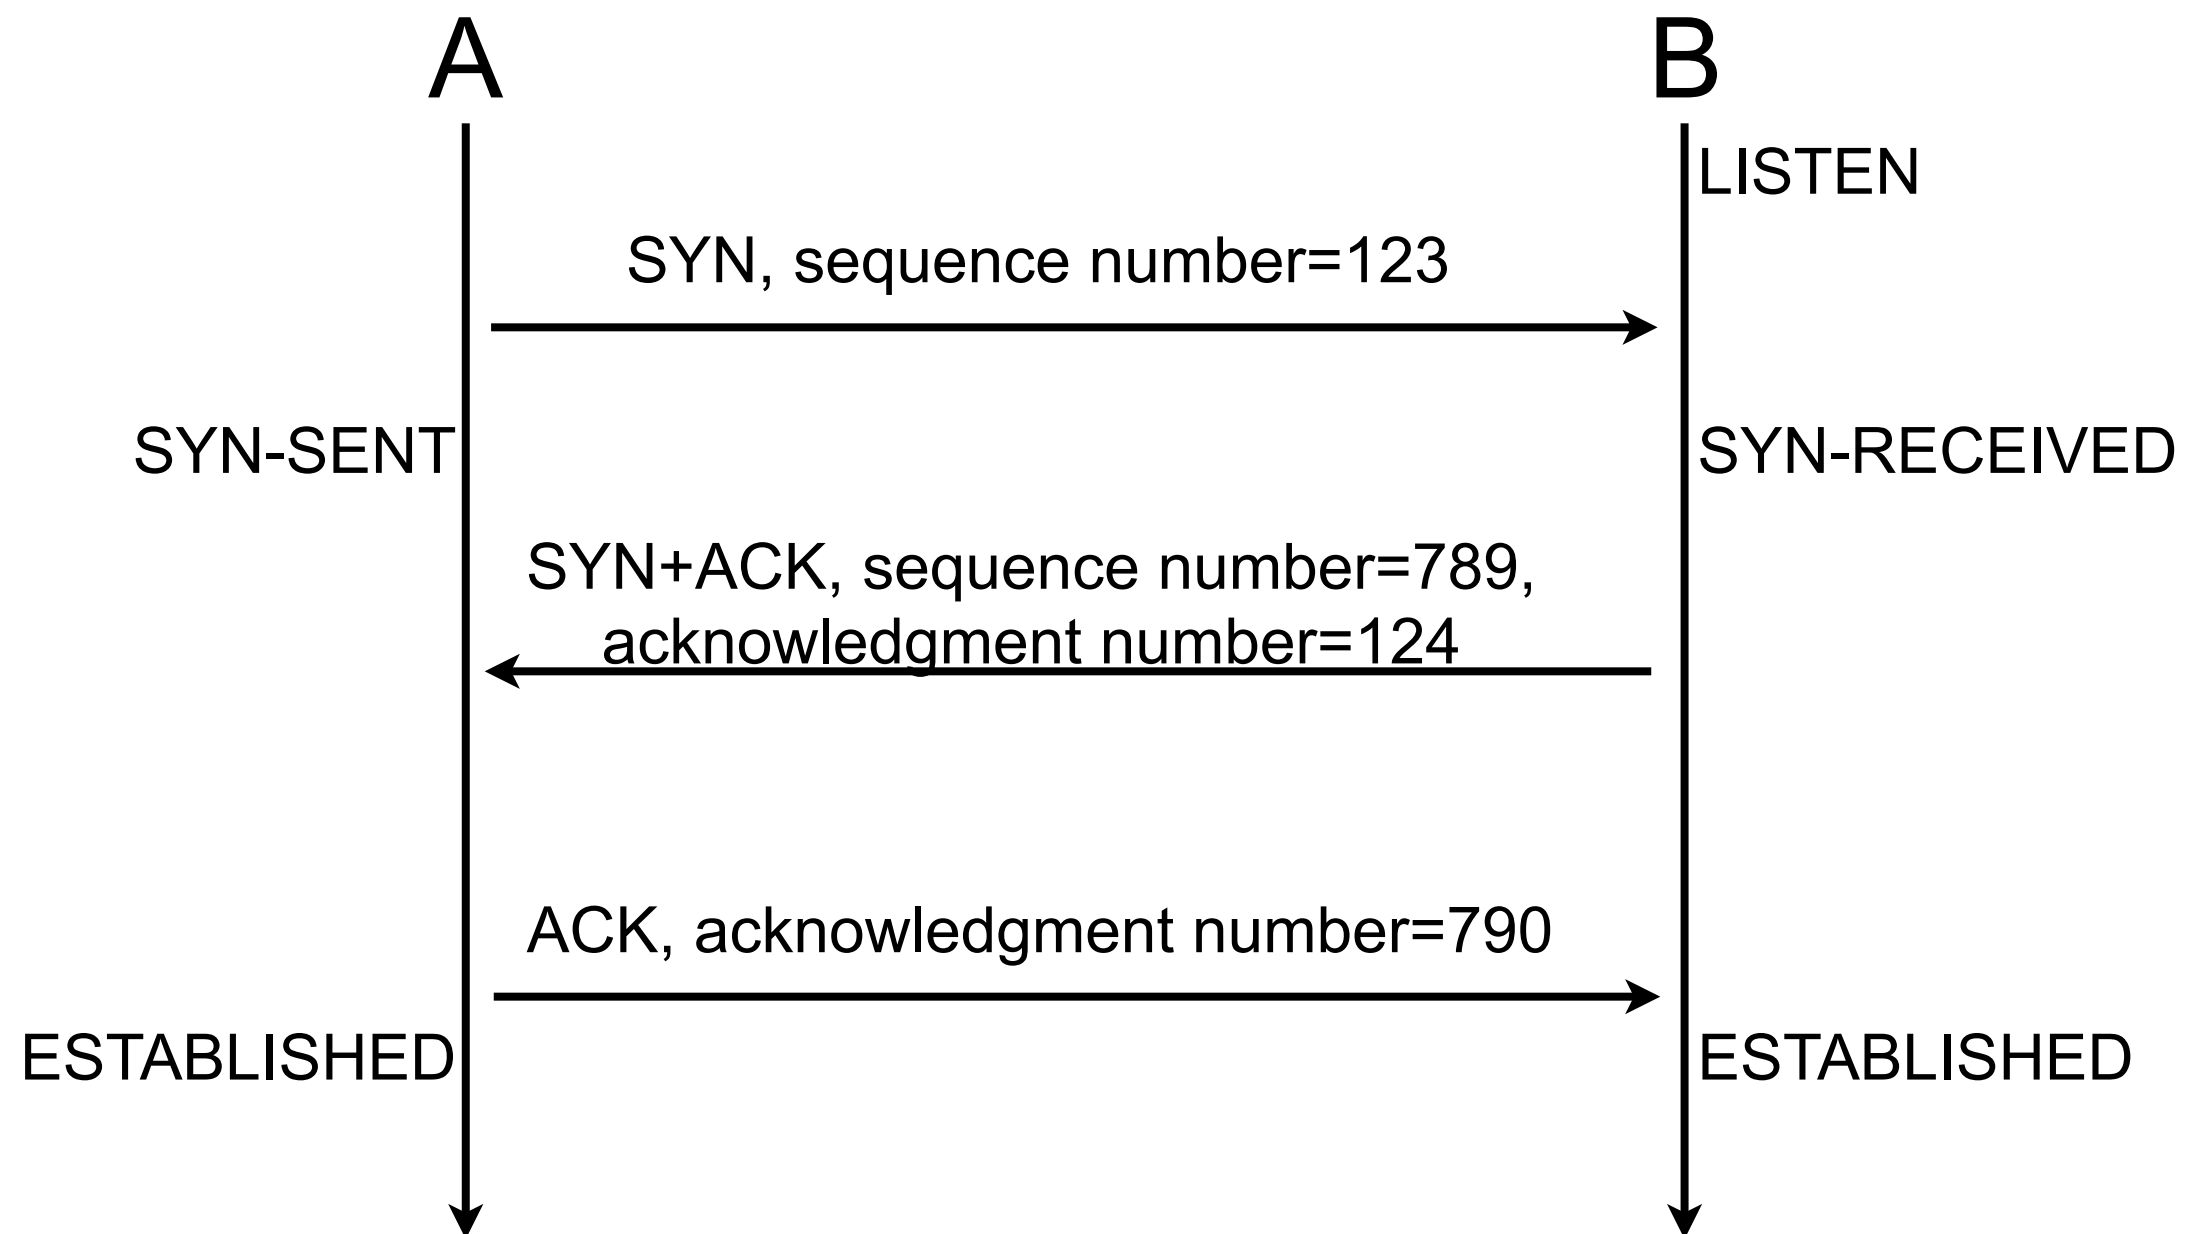 A
B
LISTEN
SYN, sequence number=123
SYN-SENT
SYN-RECEIVED
SYN+ACK, sequence number=789,
acknowledgment number=124
ACK, acknowledgment number=790
ESTABLISHED
ESTABLISHED